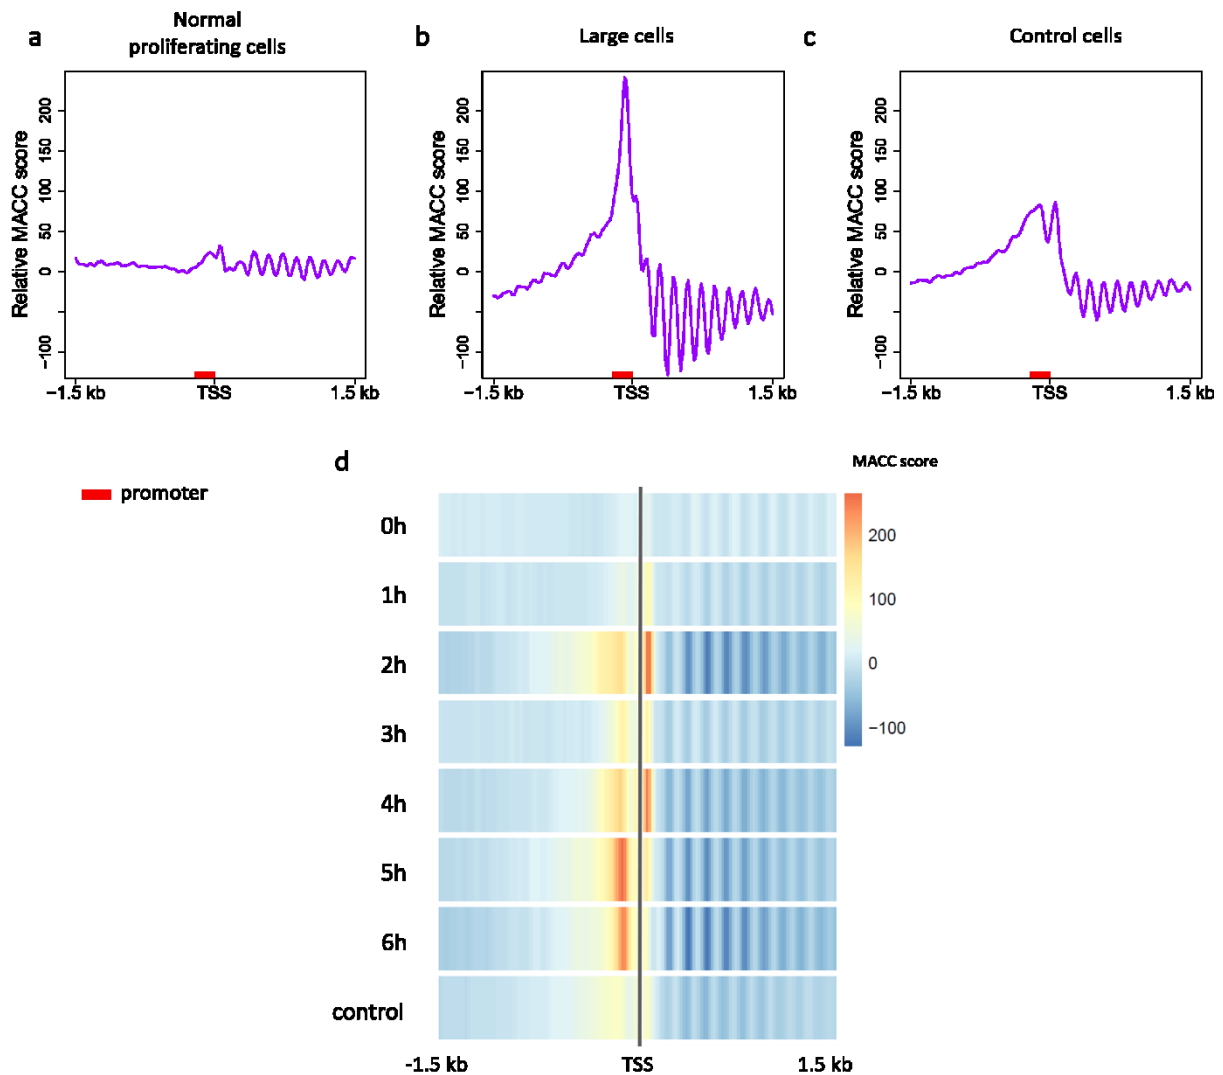 a
Normal
proliferating cells
Relative MACC score
200
150
100
50
0
−100
−1.5 kb
TSS
1.5 kb
b
Large cells
Relative MACC score
200
150
100
50
0
−100
−1.5 kb
TSS
1.5 kb
c
Control cells
Relative MACC score
200
150
100
50
0
−100
−1.5 kb
TSS
1.5 kb
promoter
d
MACC score
200
100
0
−100
0h
1h
2h
3h
4h
5h
6h
control
-1.5 kb
TSS
1.5 kb